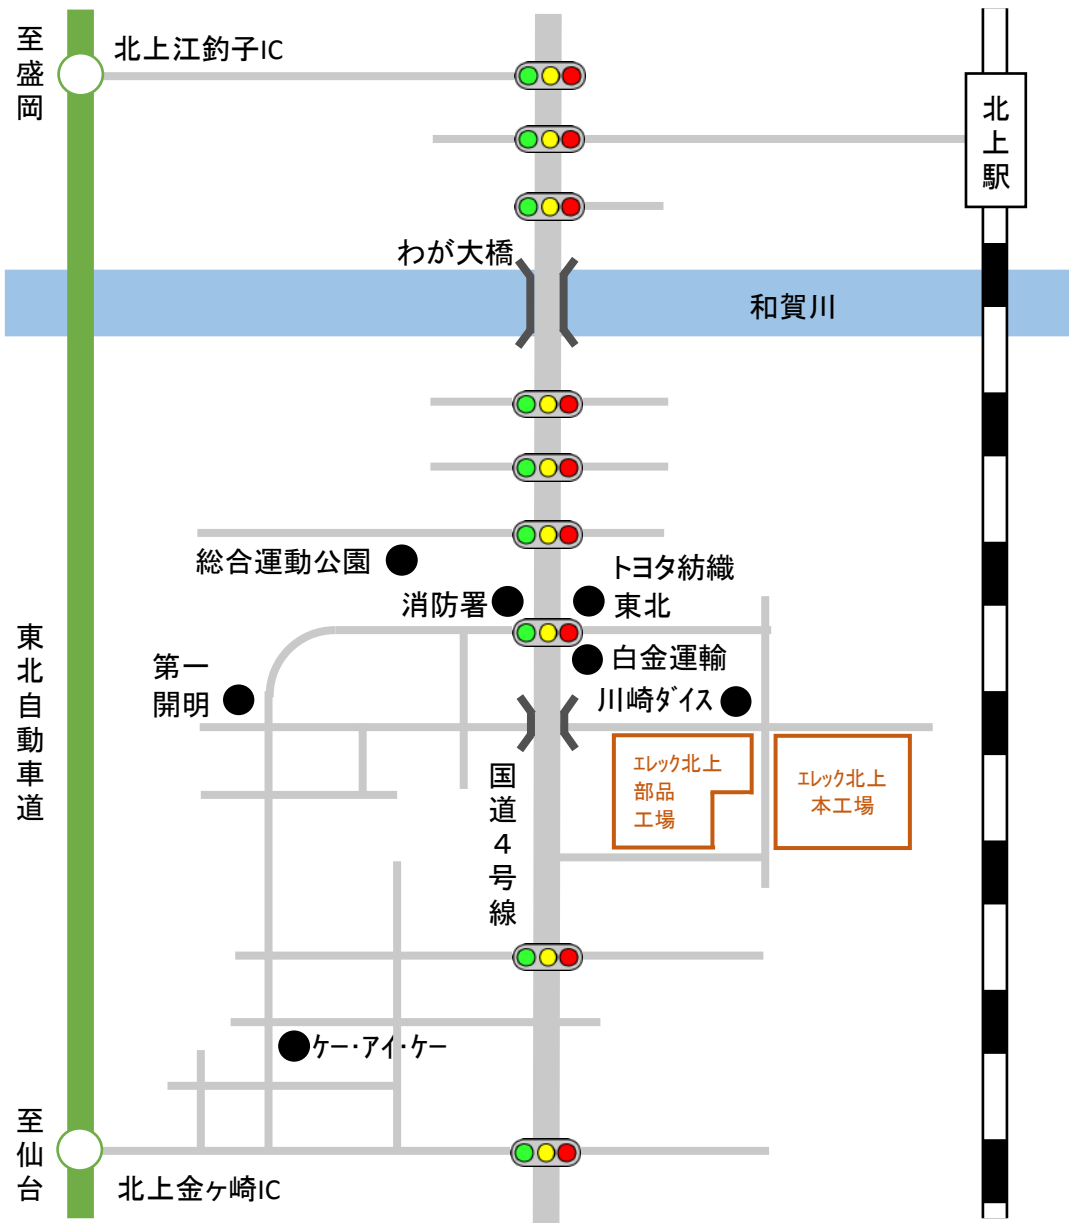 至盛岡
北上江釣子IC
北上駅
わが大橋
和賀川
総合運動公園
トヨタ紡織
東北
消防署
東北自動車道
第一
開明
白金運輸
川崎ﾀﾞｲｽ
国道４号線
ｴﾚｯｸ北上
部品
工場
ｴﾚｯｸ北上
本工場
ｹｰ･ｱｲ･ｹｰ
至仙台
北上金ヶ崎IC